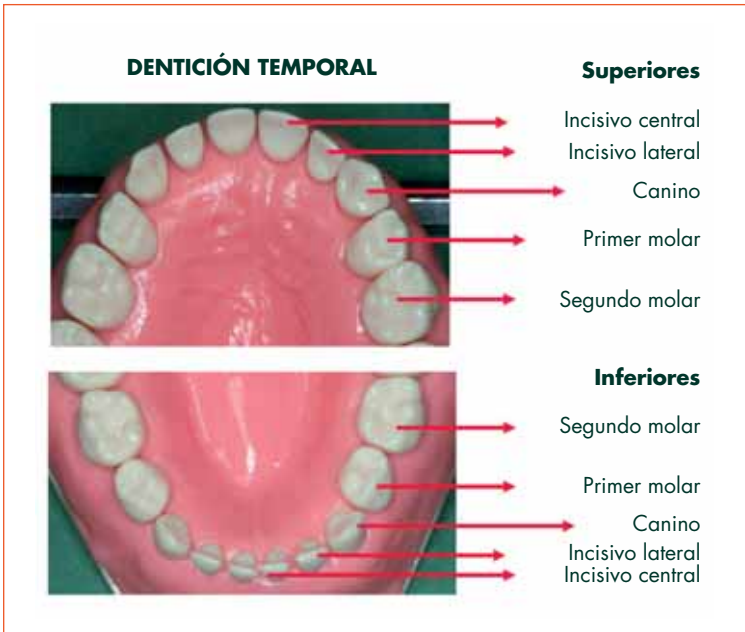 DENTICIÓN TEMPORAL
Superiores
Incisivo central
Incisivo lateral
Canino
Primer molar
Segundo molar
Inferiores
Segundo molar
Primer molar
Canino
Incisivo lateral
Incisivo central